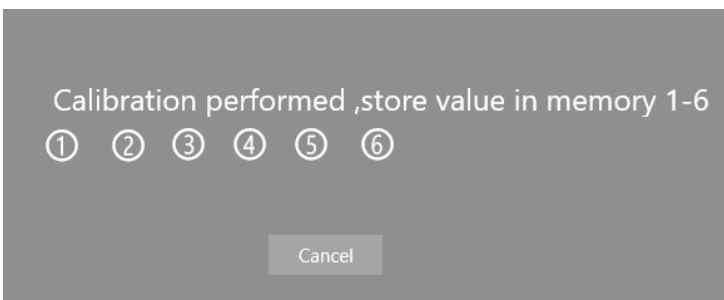 Calibration performed ,store value in memory 1-6
① ② ③ ④ ⑤ ⑥
Cancel